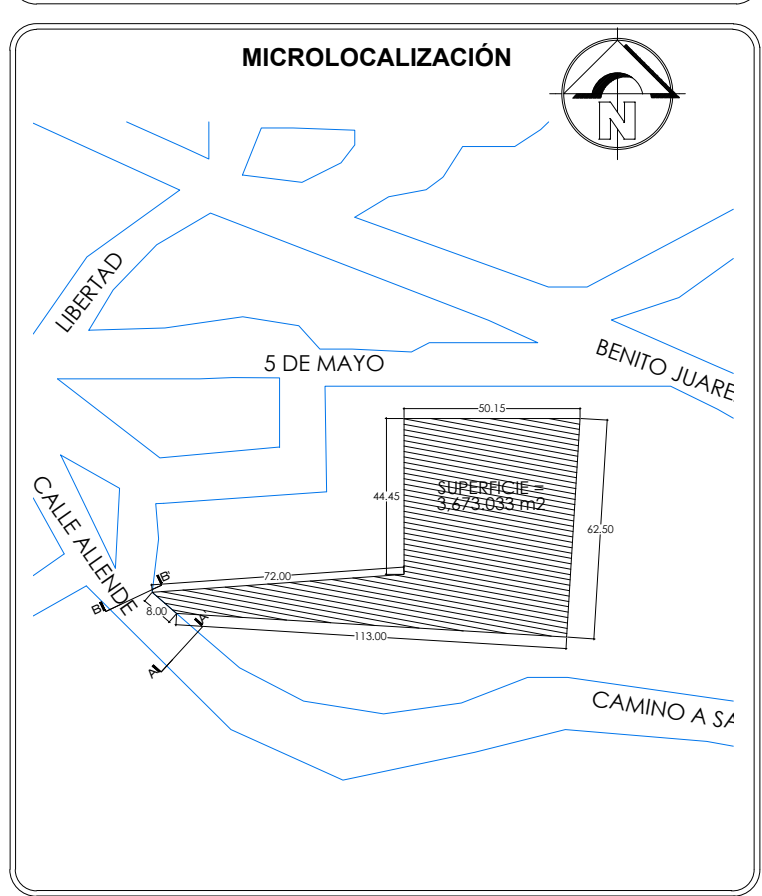 MICROLOCALIZACIÓN
N
LIBERTAD
5 DE MAYO
BENITO JUARE
50.15
44.45
SUPERFICIE =
3,673.033 m2
62.50
CALLE ALLENDE
B'
72.00
B
8.00
A'
113.00
A
CAMINO A SA